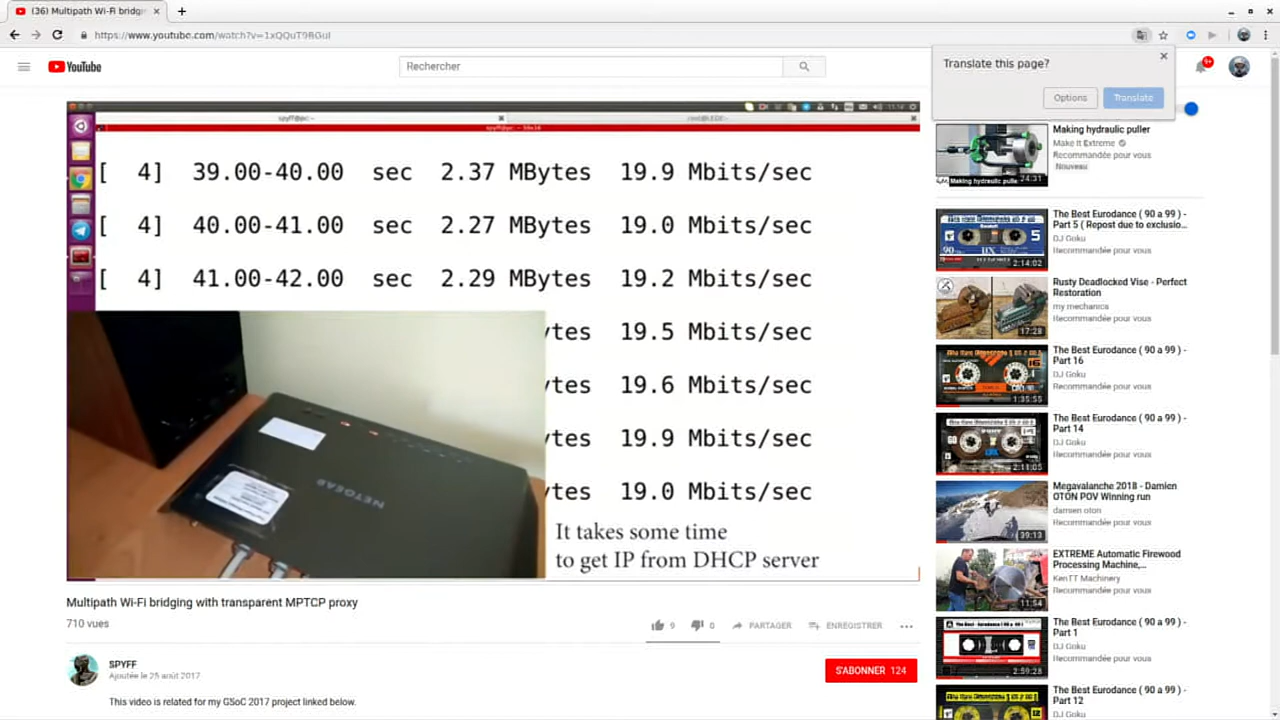 (36) Multipath Wi-Fi bridgi
https://www.youtube.com/watch?v=1xQQuT9RGuI
YouTube
Rechercher
9+
Translate this page?
Options
Translate
[ 4] 39.00-40.00 sec 2.37 MBytes 19.9 Mbits/sec
[ 4] 40.00-41.00 sec 2.27 MBytes 19.0 Mbits/sec
[ 4] 41.00-42.00 sec 2.29 MBytes 19.2 Mbits/sec
ytes 19.5 Mbits/sec
ytes 19.6 Mbits/sec
ytes 19.9 Mbits/sec
ytes 19.0 Mbits/sec
NETGEAR
It takes some time
to get IP from DHCP server
Multipath Wi-Fi bridging with transparent MPTCP proxy
710 vues
9
0
PARTAGER
ENREGISTRER
SPYFF
Ajoutée le 25 août 2017
S'ABONNER 124
This video is related for my GSoC 2017 project linked below.
Making hydraulic puller
24:31
Making hydraulic puller
Make It Extreme
Recommandée pour vous
Nouveau
2:14:02
The Best Eurodance ( 90 a 99 ) -
Part 5 ( Repost due to exclusio...
DJ Goku
Recommandée pour vous
17:28
Rusty Deadlocked Vise - Perfect
Restoration
my mechanics
Recommandée pour vous
1:35:55
The Best Eurodance ( 90 a 99 ) -
Part 16
DJ Goku
Recommandée pour vous
2:11:05
The Best Eurodance ( 90 a 99 ) -
Part 14
DJ Goku
Recommandée pour vous
39:13
Megavalanche 2018 - Damien
OTON POV Winning run
damien oton
Recommandée pour vous
11:54
EXTREME Automatic Firewood
Processing Machine,...
KenTT Machinery
Recommandée pour vous
2:59:28
The Best Eurodance ( 90 a 99 ) -
Part 1
DJ Goku
Recommandée pour vous
The Best Eurodance ( 90 a 99 ) -
Part 12
DJ Goku